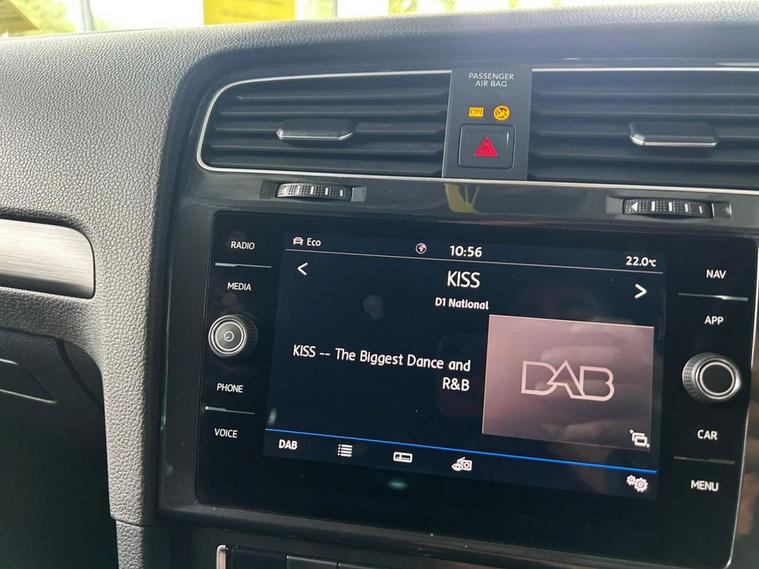 PASSENGER
AIR BAG
ON
RADIO
MEDIA
PHONE
VOICE
Eco
10:56
22.0°C
KISS
D1 National
KISS -- The Biggest Dance and
R&B
DAB
DAB
NAV
APP
CAR
MENU